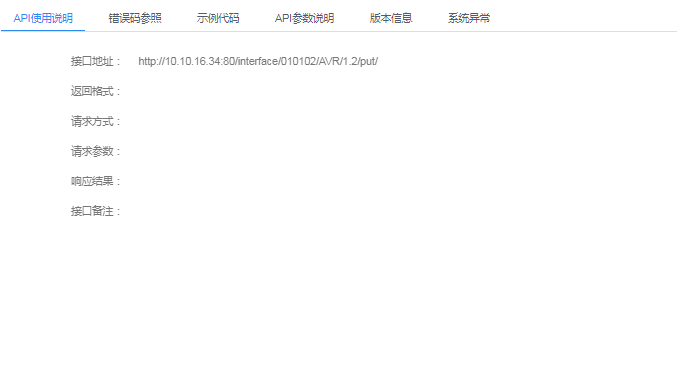 API使用说明 错误码参照 示例代码 API参数说明 版本信息 系统异常
接口地址： http://10.10.16.34:80/interface/010102/AVR/1.2/put/
返回格式：
请求方式：
请求参数：
响应结果：
接口备注：